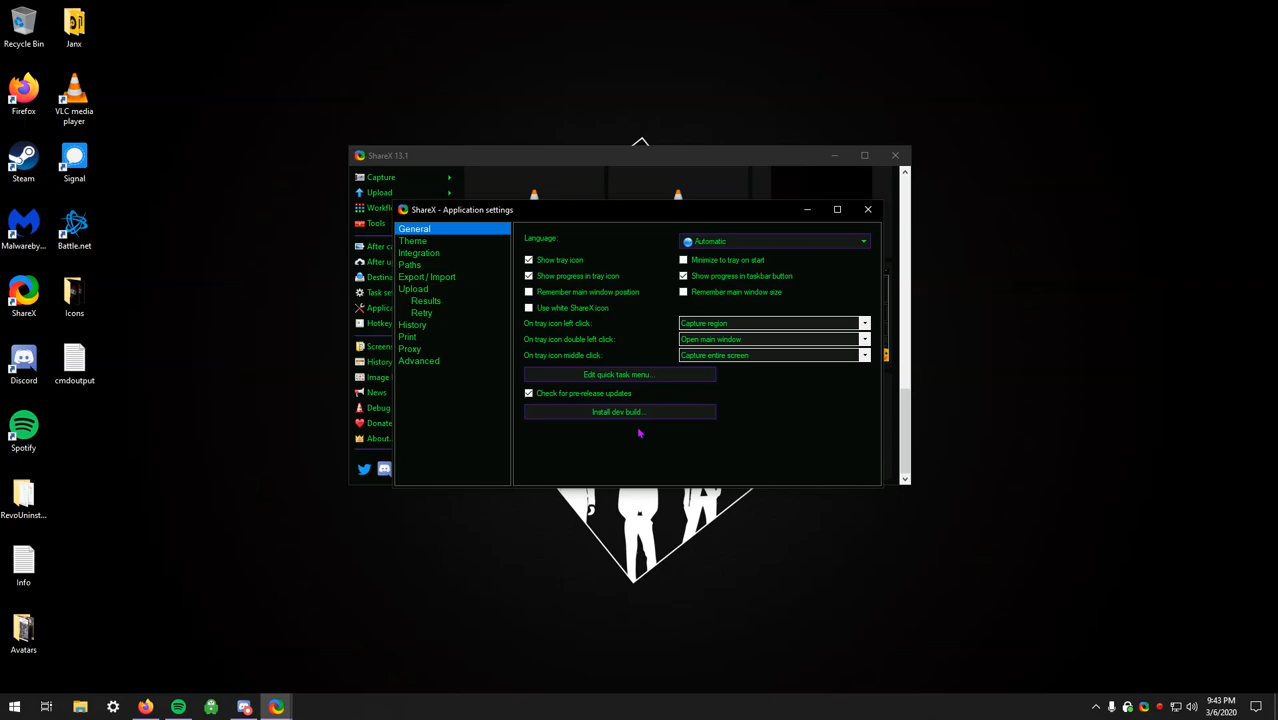 Recycle Bin
Janx
Firefox
VLC media
player
Steam
Signal
Malwareby...
Battle.net
ShareX
Icons
Discord
cmdoutput
Spotify
RevoUninst...
Info
Avatars
ShareX 13.1
Capture
Upload
Workfl
Tools
After ca
After u
Destina
Task se
Applica
Hotkey
Screens
History
Image
News
Debug
Donate
About..
ShareX - Application settings
General
Theme
Integration
Paths
Export / Import
Upload
Results
Retry
History
Print
Proxy
Advanced
Language:
Automatic
Show tray icon
Minimize to tray on start
Show progress in tray icon
Show progress in taskbar button
Remember main window position
Remember main window size
Use white ShareX icon
On tray icon left click:
Capture region
On tray icon double left click:
Open main window
On tray icon middle click:
Capture entire screen
Edit quick task menu...
Check for pre-release updates
Install dev build...
9:43 PM
3/6/2020